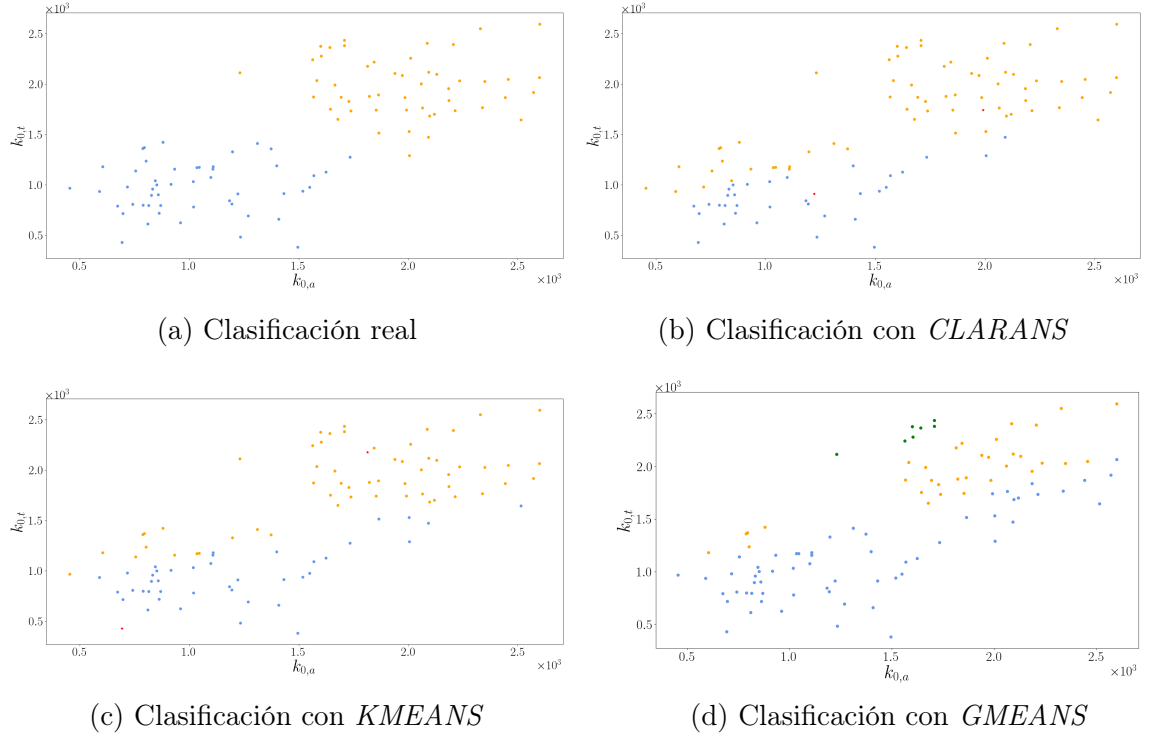 ×10³
2.5
2.0
1.5
1.0
0.5
k₀,ₜ
0.5 1.0 1.5 2.0 2.5
k₀,ₐ
×10³
(a) Clasificación real
×10³
2.5
2.0
1.5
1.0
0.5
k₀,ₜ
0.5 1.0 1.5 2.0 2.5
k₀,ₐ
×10³
(b) Clasificación con CLARANS
×10³
2.5
2.0
1.5
1.0
0.5
k₀,ₜ
0.5 1.0 1.5 2.0 2.5
k₀,ₐ
×10³
(c) Clasificación con KMEANS
×10³
2.5
2.0
1.5
1.0
0.5
k₀,ₜ
0.5 1.0 1.5 2.0 2.5
k₀,ₐ
×10³
(d) Clasificación con GMEANS